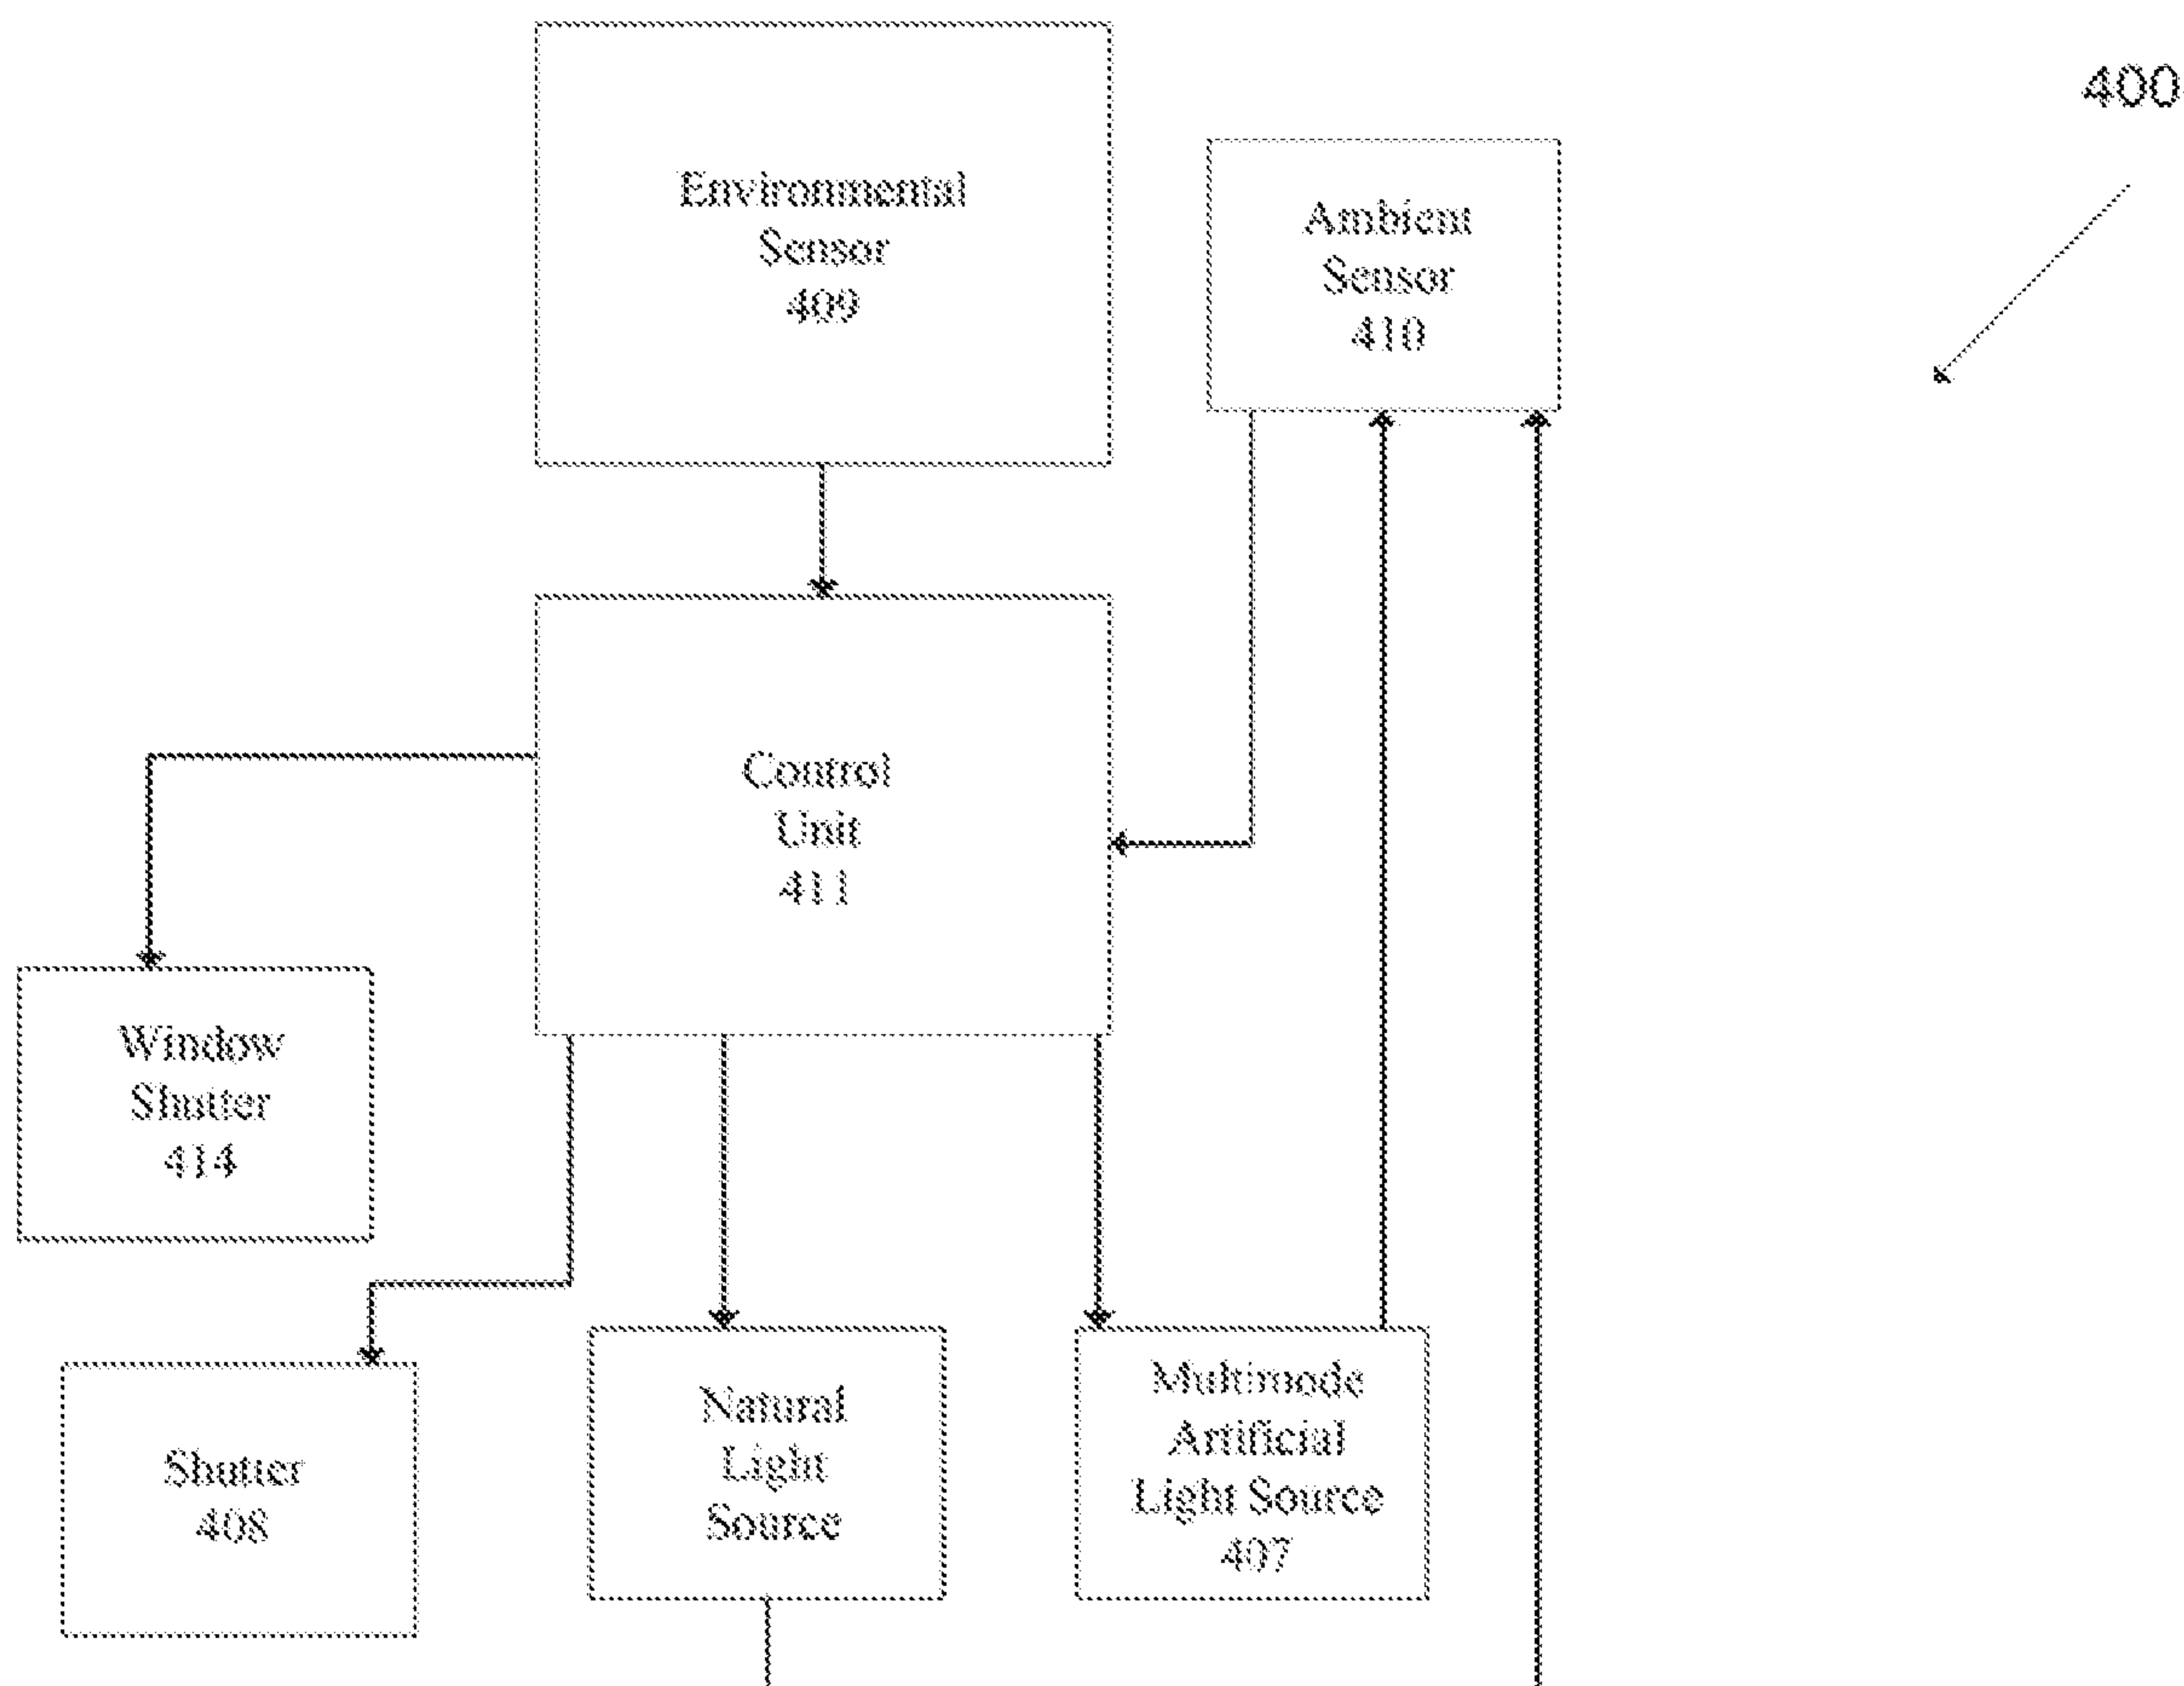 400
Environmental
Sensor
409
Ambient
Sensor
410
Control
Unit
411
Window
Shutter
414
Shutter
408
Natural
Light
Source
Multimode
Artificial
Light Source
407